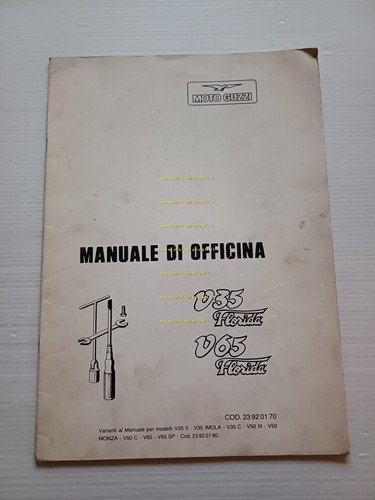 MOTO GUZZI
MANUALE DI OFFICINA
V35
Florida
V65
Florida
COD. 23 92 01 70
Varianti al Manuale per modelli V35 II - V35 IMOLA - V35 C - V50 III - V50
MONZA - V50 C - V65 - V65 SP - Cod. 23 92 01 80